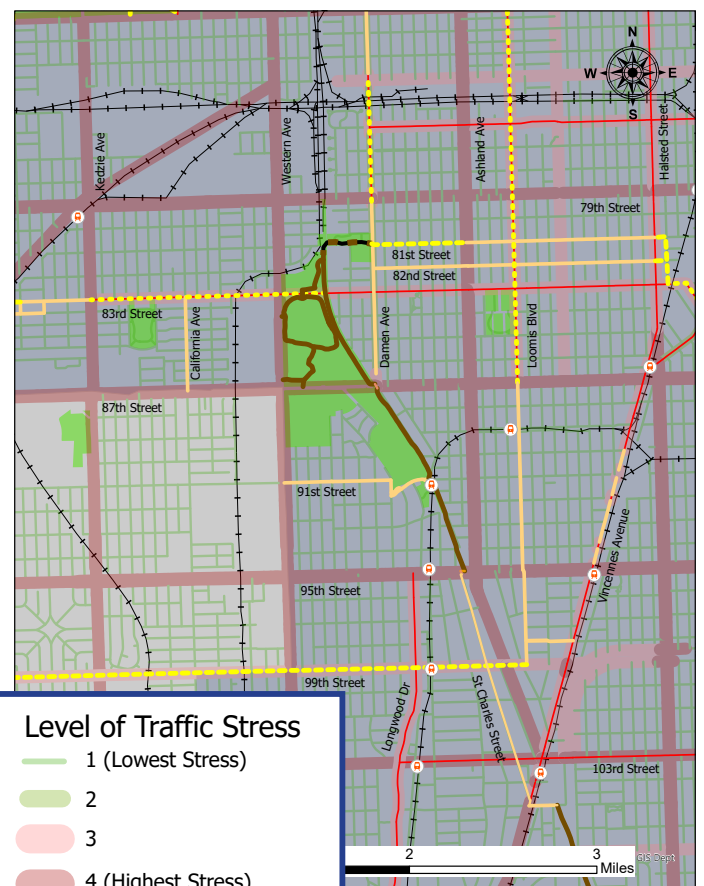 N
W
E
S
Kedzie Ave
Western Ave
Ashland Ave
Halsted Street
79th Street
81st Street
82nd Street
83rd Street
California Ave
Damen Ave
Loomis Blvd
87th Street
91st Street
Vincennes Avenue
95th Street
99th Street
Longwood Dr
St Charles Street
103rd Street
Level of Traffic Stress
1 (Lowest Stress)
2
3
4 (Highest Stress)
2
3
Miles
GIS Dept